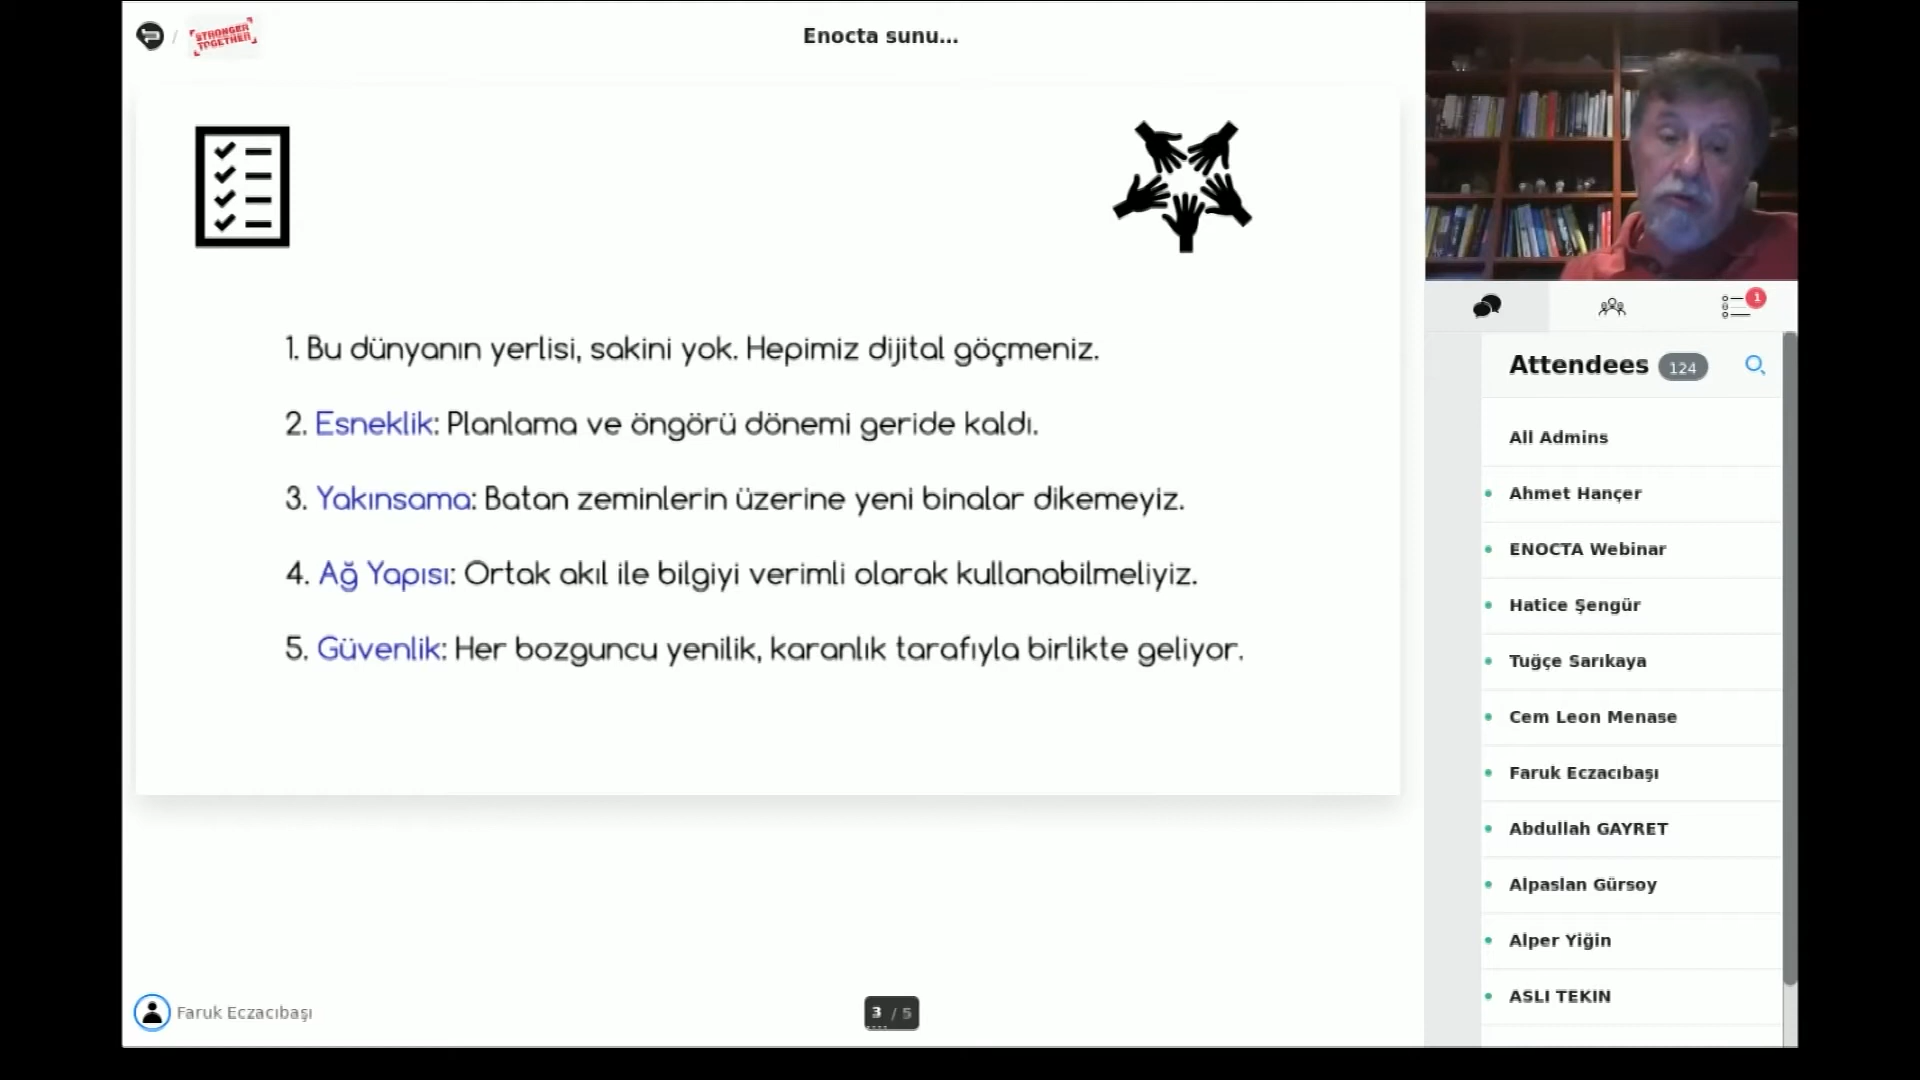 / STRONGER
TOGETHER
Enocta sunu...
1. Bu dünyanın yerlisi, sakini yok. Hepimiz dijital göçmeniz.
2. Esneklik: Planlama ve öngörü dönemi geride kaldı.
3. Yakınsama: Batan zeminlerin üzerine yeni binalar dikemeyiz.
4. Ağ Yapısı: Ortak akıl ile bilgiyi verimli olarak kullanabilmeliyiz.
5. Güvenlik: Her bozguncu yenilik, karanlık tarafıyla birlikte geliyor.
Faruk Eczacıbaşı
3 / 5
1
Attendees 124
All Admins
Ahmet Hançer
ENOCTA Webinar
Hatice Şengür
Tuğçe Sarıkaya
Cem Leon Menase
Faruk Eczacıbaşı
Abdullah GAYRET
Alpaslan Gürsoy
Alper Yiğin
ASLI TEKIN